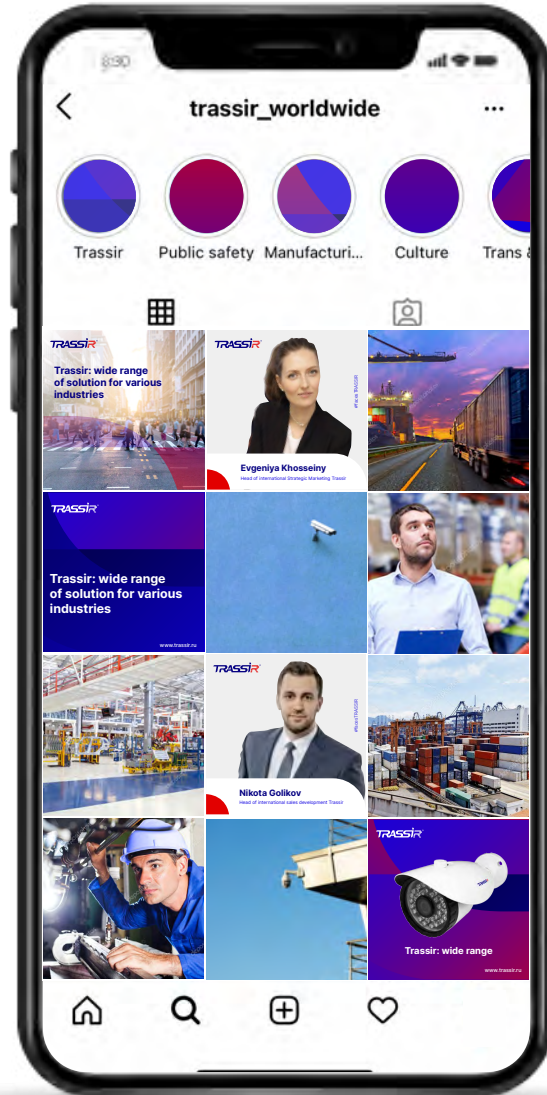 8:30
trassir_worldwide
Trassir
Public safety
Manufacturi...
Culture
Trans &
TRASSIR
Trassir: wide range
of solution for various
industries
TRASSIR
Evgeniya Khosseiny
Head of international Strategic Marketing Trassir
TRASSIR
Trassir: wide range
of solution for various
industries
www.trassir.ru
TRASSIR
Nikota Golikov
Head of international sales development Trassir
TRASSIR
Trassir: wide range
www.trassir.ru